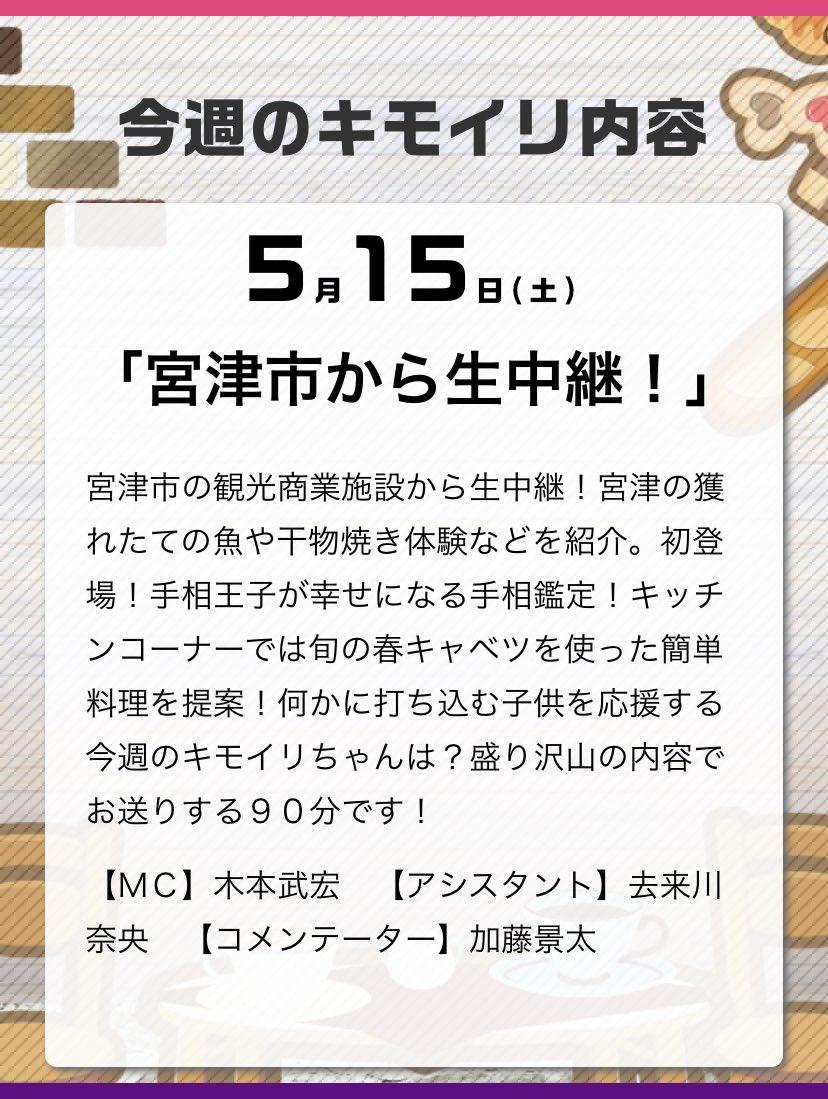 今週のキモイリ内容
5月15日(土)
「宮津市から生中継！」
宮津市の観光商業施設から生中継！宮津の獲
れたての魚や干物焼き体験などを紹介。初登
場！手相王子が幸せになる手相鑑定！キッチ
ンコーナーでは旬の春キャベツを使った簡単
料理を提案！何かに打ち込む子供を応援する
今週のキモイリちゃんは？盛り沢山の内容で
お送りする９０分です！
【ＭＣ】木本武宏　【アシスタント】去来川
奈央　【コメンテーター】加藤景太